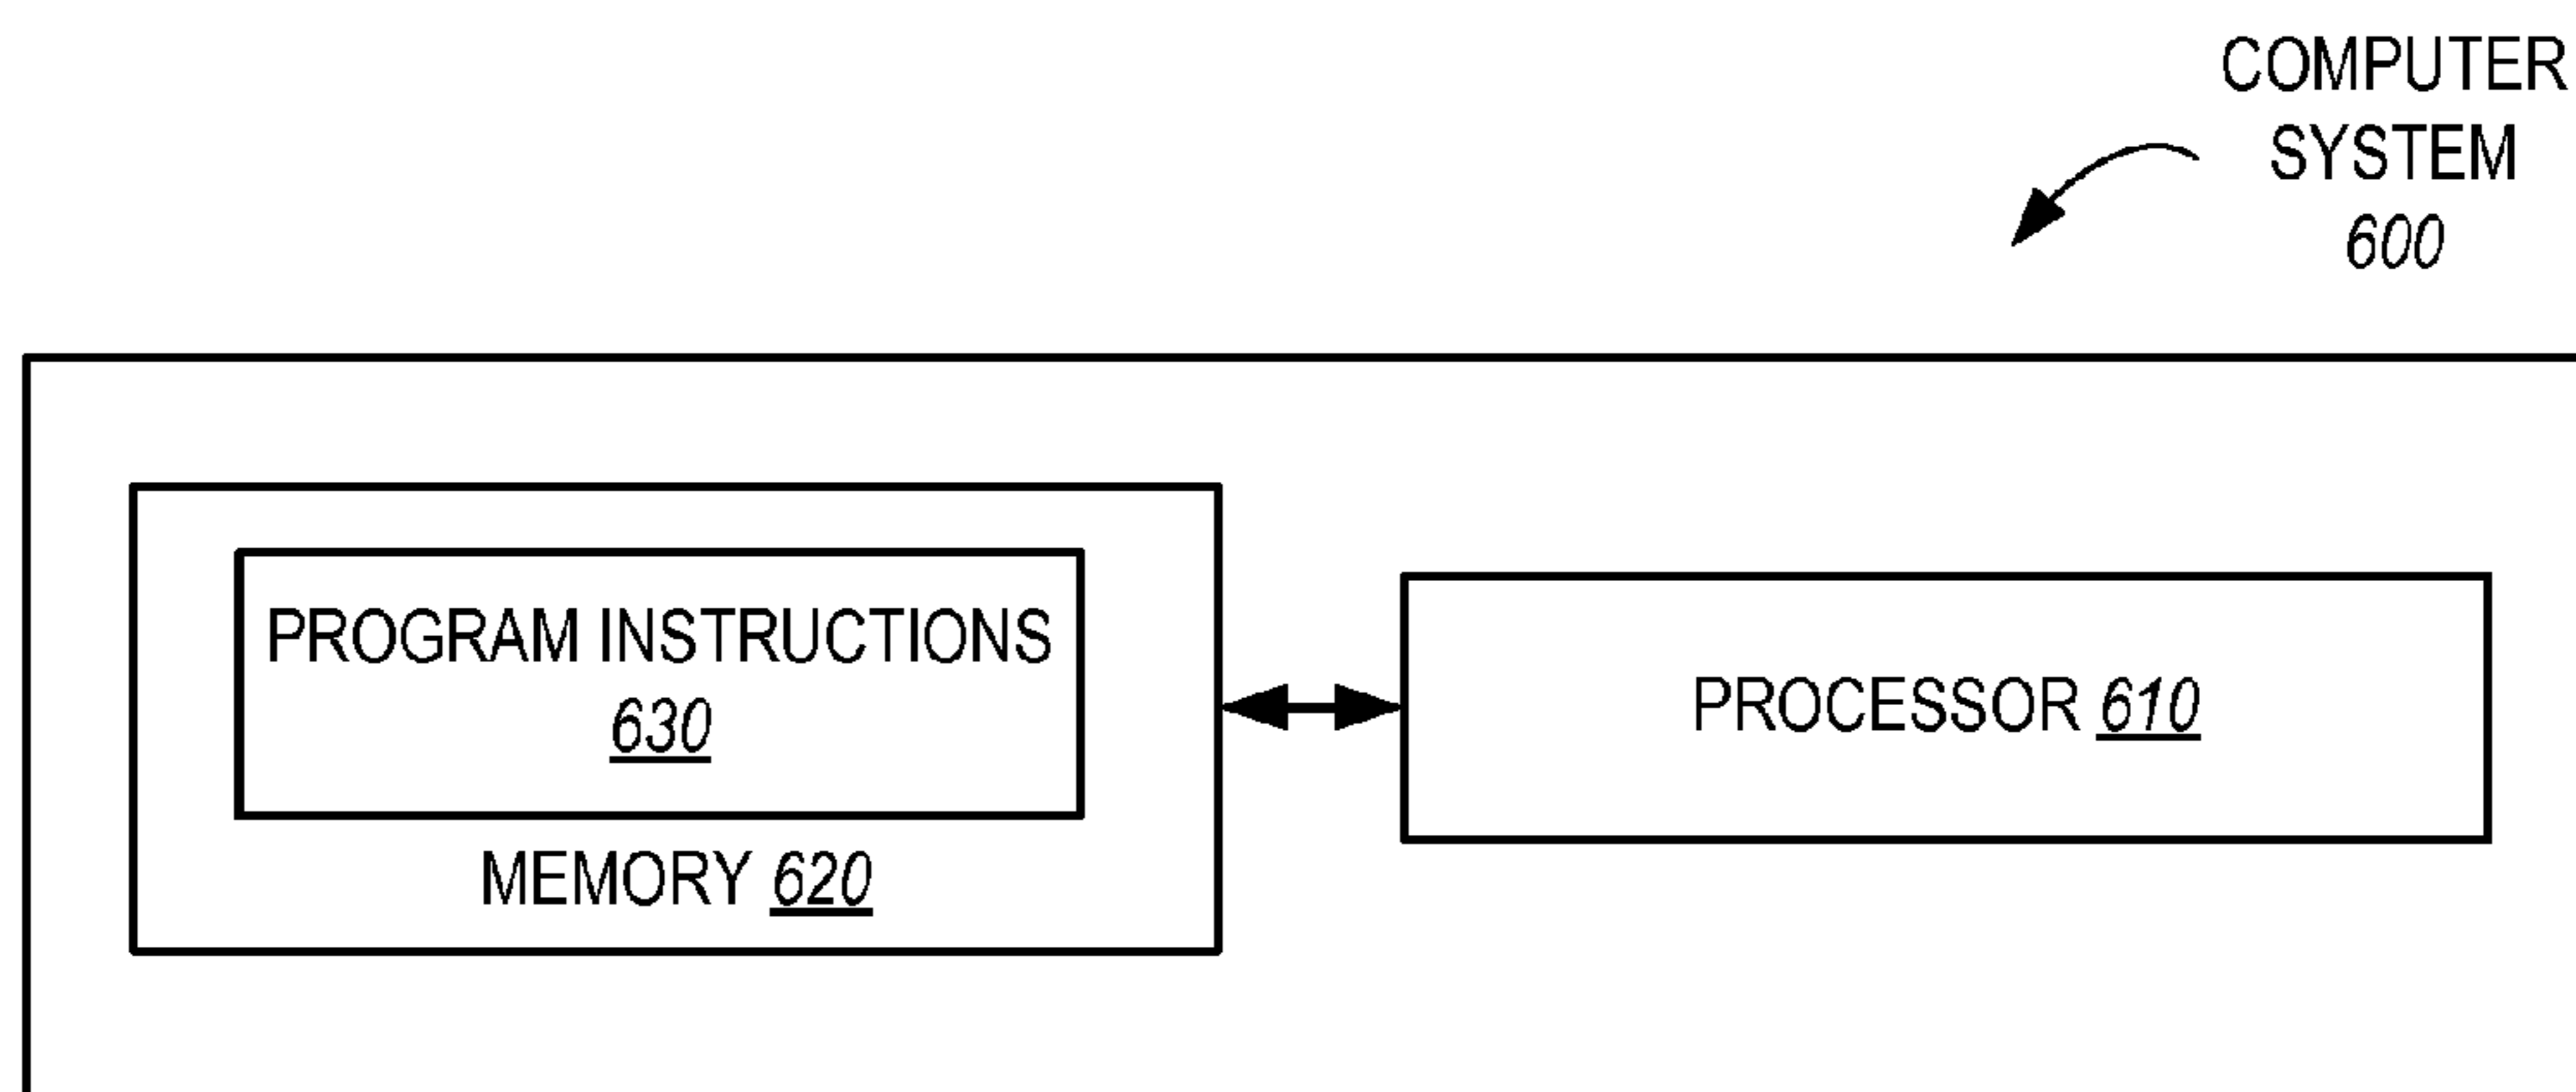 COMPUTER
SYSTEM
600
PROGRAM INSTRUCTIONS
630
MEMORY 620
PROCESSOR 610